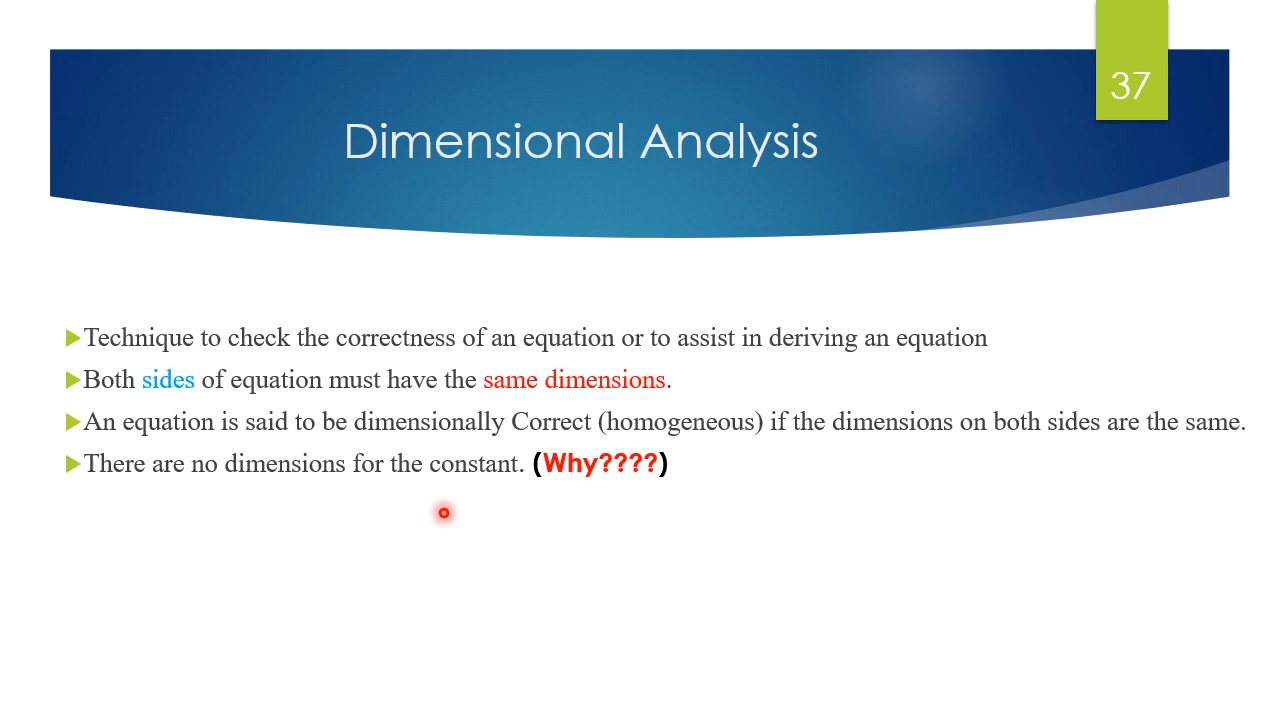 37
Dimensional Analysis
Technique to check the correctness of an equation or to assist in deriving an equation
Both sides of equation must have the same dimensions.
An equation is said to be dimensionally Correct (homogeneous) if the dimensions on both sides are the same.
There are no dimensions for the constant. (Why????)